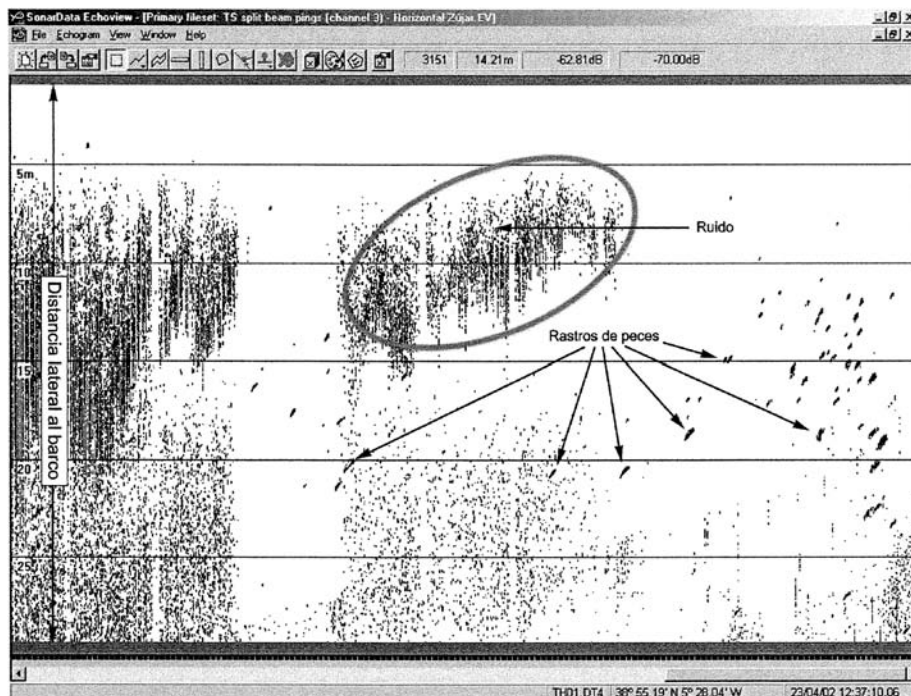 SonarData Echoview - [Primary fileset: TS split beam pings (channel 3) - Horizontal Zújar.EV]
File Echogram View Window Help
3151 14.21m -62.81dB -70.00dB
5m
Ruido
10
Distancia lateral al barco
Rastros de peces
15
20
25
TH01 DT4 38º 55.19' N 5º 28.04' W 23/04/02 12:37:10.06